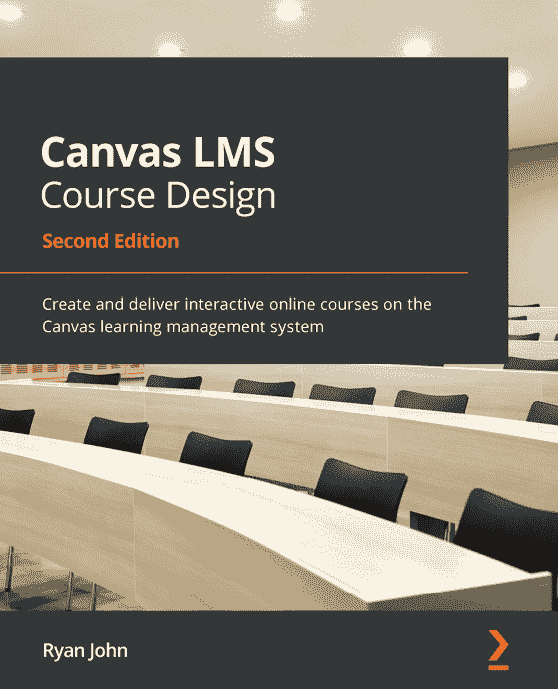 Canvas LMS
Course Design
Second Edition
Create and deliver interactive online courses on the
Canvas learning management system
Ryan John